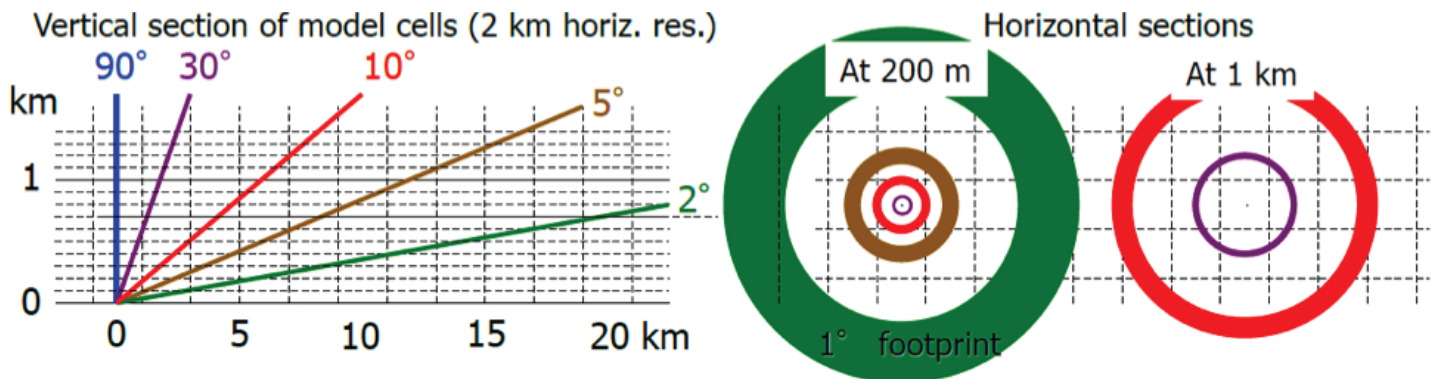 Vertical section of model cells (2 km horiz. res.)
90° 30° 10°
km
5°
1
2°
0
0 5 10 15 20 km
Horizontal sections
At 200 m
At 1 km
1° footprint